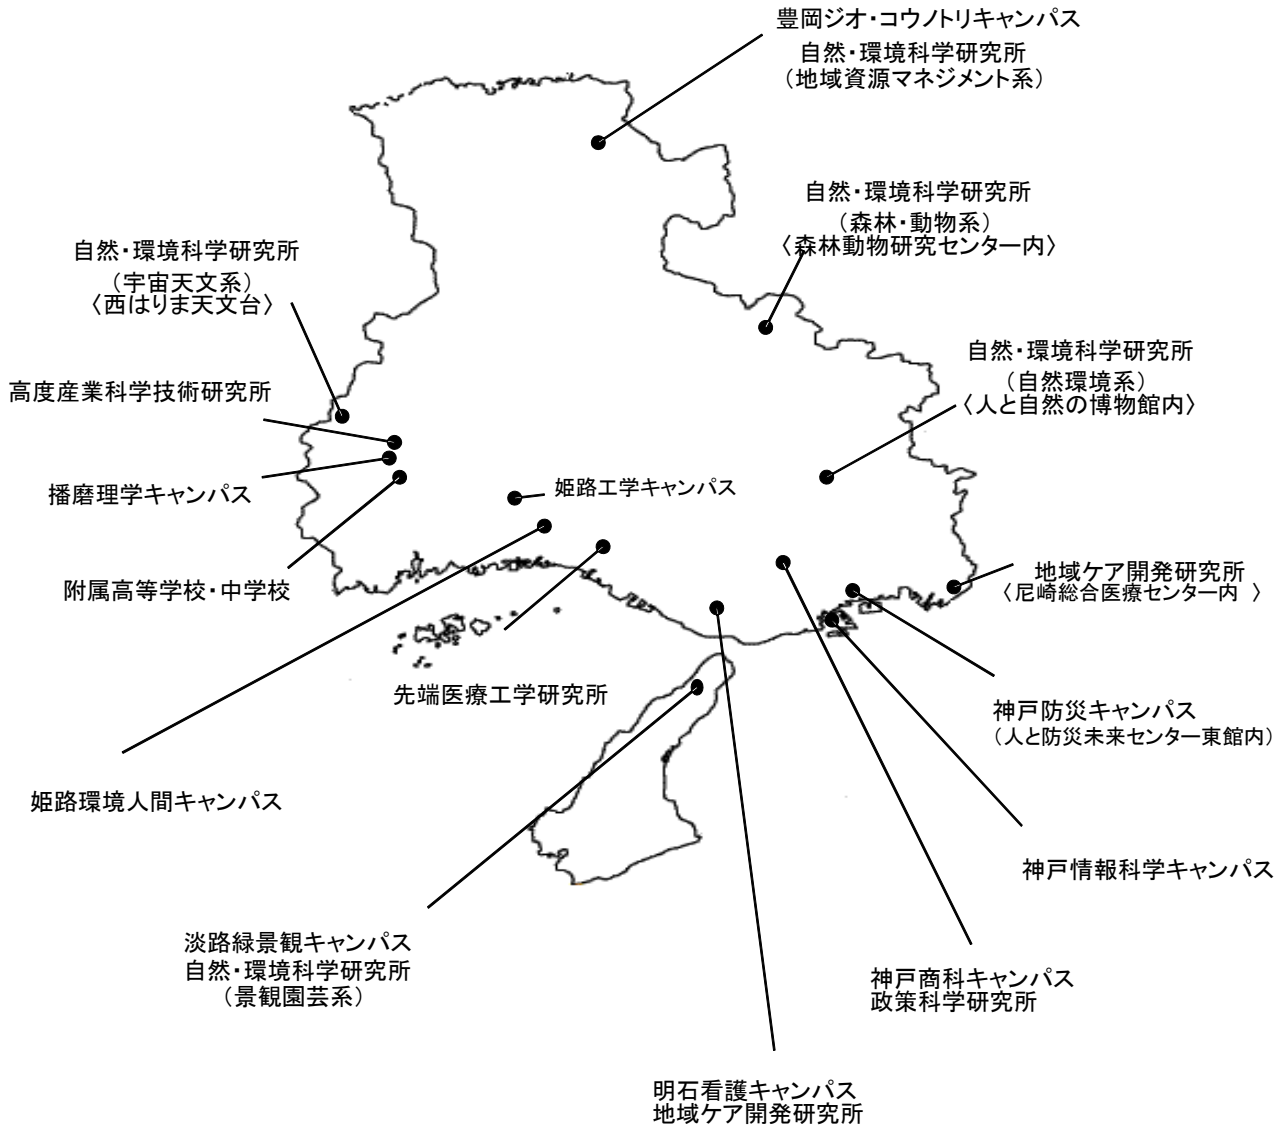 豊岡ジオ・コウノトリキャンパス
自然・環境科学研究所
（地域資源マネジメント系）
自然・環境科学研究所
（森林・動物系）
〈森林動物研究センター内〉
自然・環境科学研究所
（宇宙天文系）
〈西はりま天文台〉
自然・環境科学研究所
（自然環境系）
〈人と自然の博物館内〉
高度産業科学技術研究所
播磨理学キャンパス
姫路工学キャンパス
附属高等学校・中学校
地域ケア開発研究所
〈尼崎総合医療センター内 〉
先端医療工学研究所
神戸防災キャンパス
（人と防災未来センター東館内）
姫路環境人間キャンパス
神戸情報科学キャンパス
淡路緑景観キャンパス
自然・環境科学研究所
（景観園芸系）
神戸商科キャンパス
政策科学研究所
明石看護キャンパス
地域ケア開発研究所